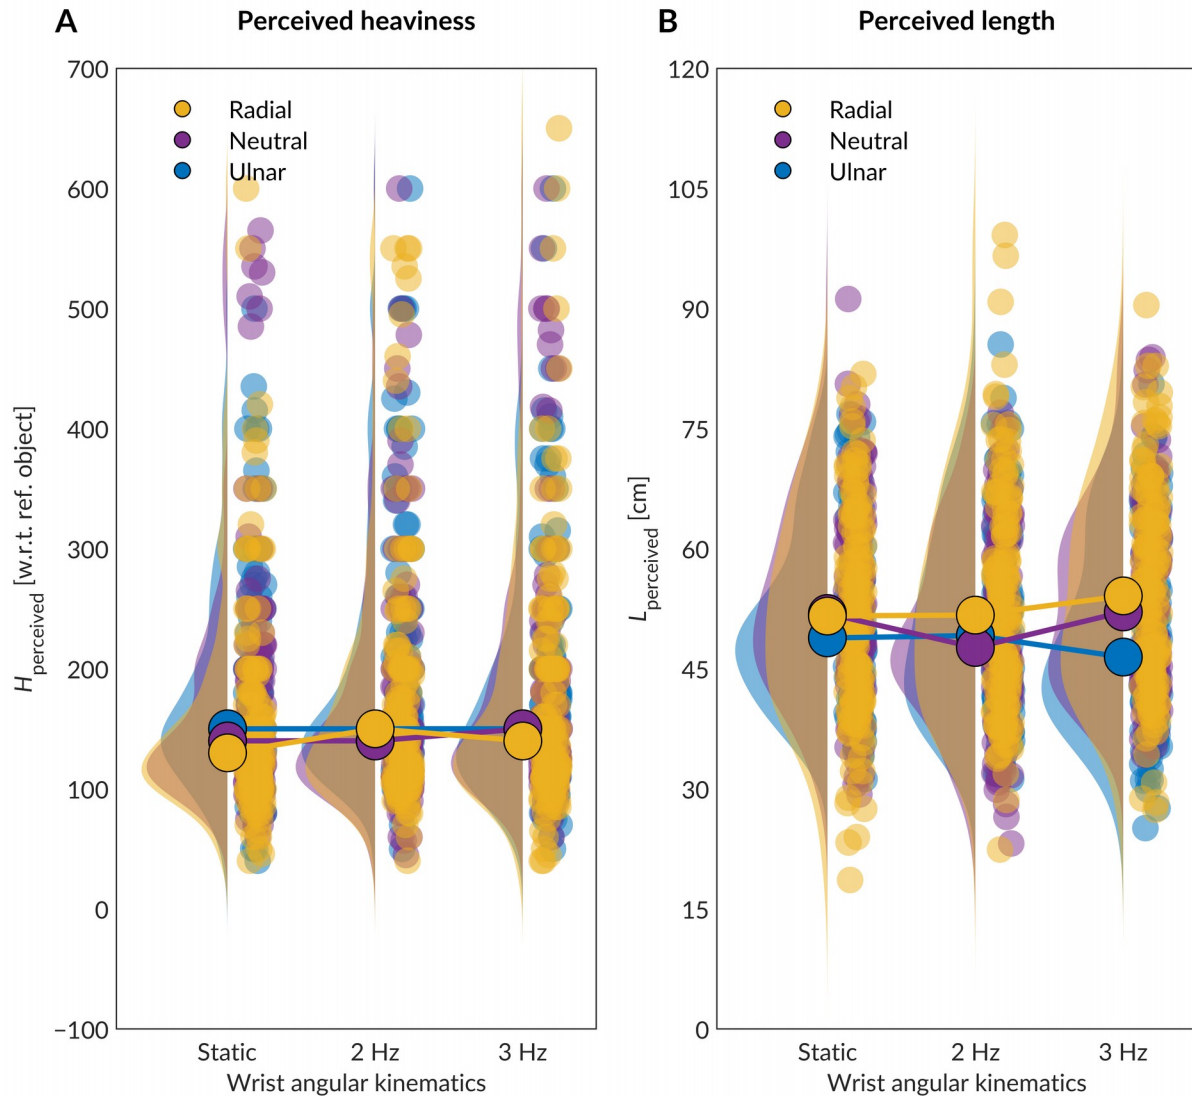 A
Perceived heaviness
700
600
500
400
300
200
100
0
−100
H perceived [w.r.t. ref. object]
Radial
Neutral
Ulnar
Static
2 Hz
3 Hz
Wrist angular kinematics
B
Perceived length
120
105
90
75
60
45
30
15
0
L perceived [cm]
Radial
Neutral
Ulnar
Static
2 Hz
3 Hz
Wrist angular kinematics